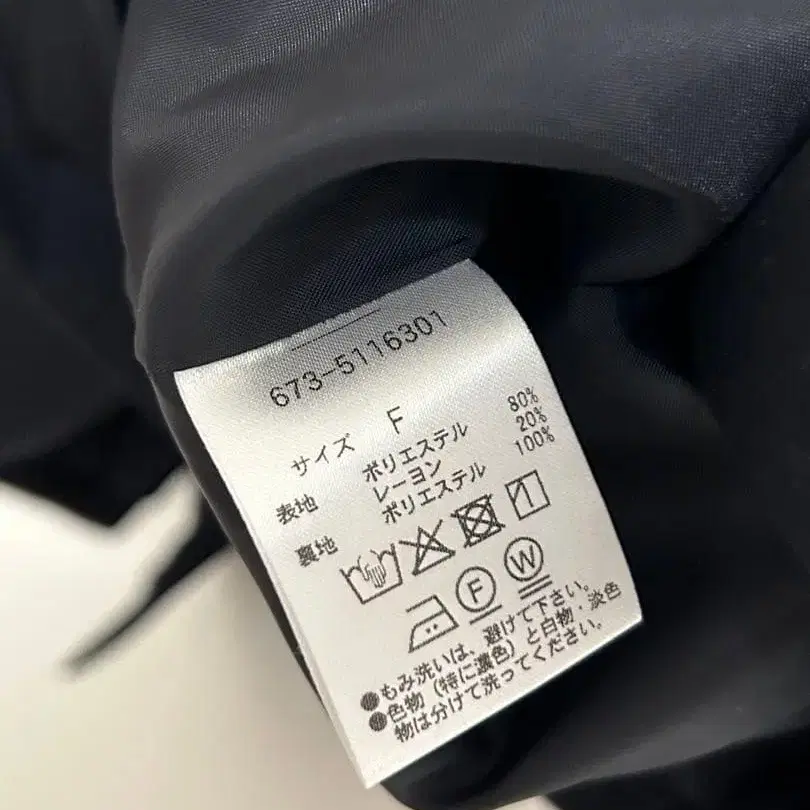 673-5116301
サイズ F
表地 ポリエステル 80%
レーヨン 20%
裏地 ポリエステル 100%
F W
●もみ洗いは、避けて下さい。
●色物(特に濃色)と白物・淡色
物は分けて洗ってください。